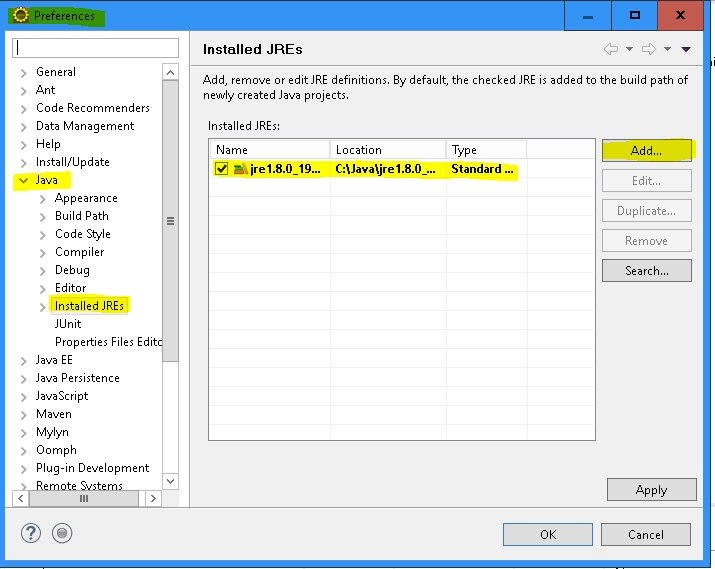 Preferences
Installed JREs
Add, remove or edit JRE definitions. By default, the checked JRE is added to the build path of
newly created Java projects.
General
Ant
Code Recommenders
Data Management
Help
Install/Update
Java
Appearance
Build Path
Code Style
Compiler
Debug
Editor
Installed JREs
JUnit
Properties Files Edito
Java EE
Java Persistence
JavaScript
Maven
Mylyn
Oomph
Plug-in Development
Remote Systems
Installed JREs:
Name Location Type
jre1.8.0_19... C:\Java\jre1.8.0_... Standard ...
Add...
Edit...
Duplicate...
Remove
Search...
Apply
?
OK Cancel